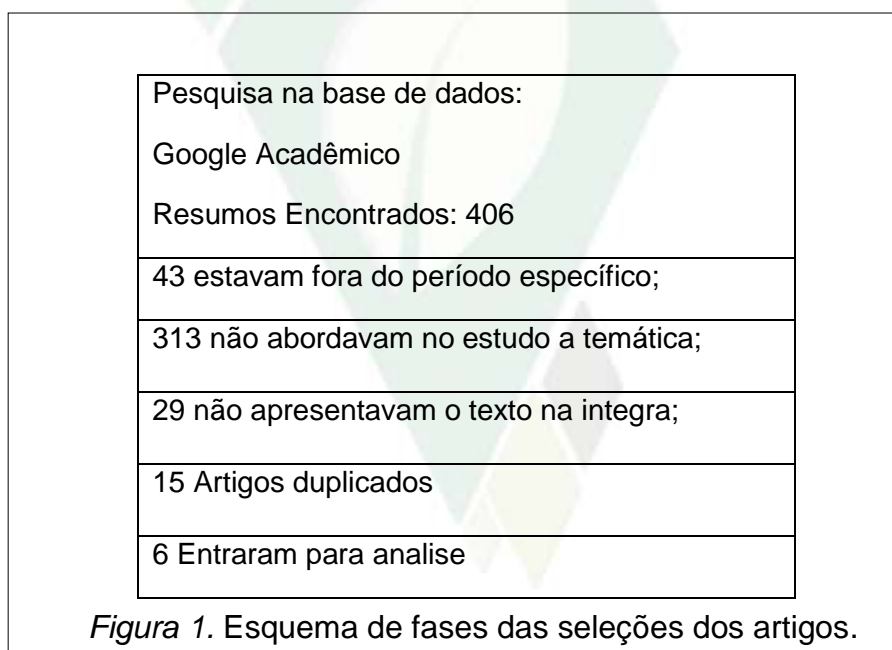 Pesquisa na base de dados:
Google Acadêmico
Resumos Encontrados: 406
43 estavam fora do período específico;
313 não abordavam no estudo a temática;
29 não apresentavam o texto na integra;
15 Artigos duplicados
6 Entraram para analise
Figura 1. Esquema de fases das seleções dos artigos.